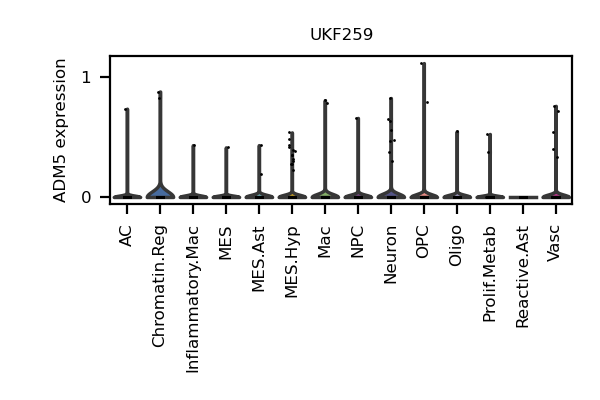 UKF259
ADM5 expression
1
0
AC
Chromatin.Reg
Inflammatory.Mac
MES
MES.Ast
MES.Hyp
Mac
NPC
Neuron
OPC
Oligo
Prolif.Metab
Reactive.Ast
Vasc